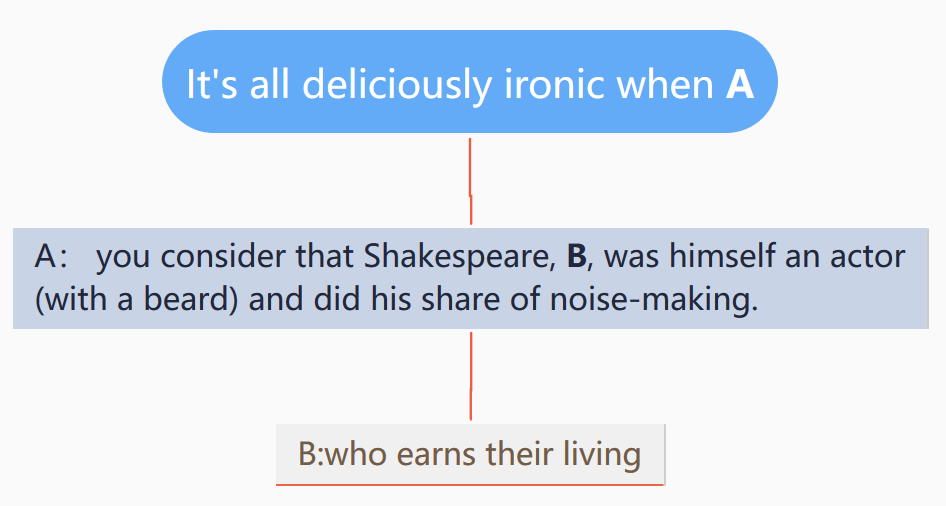 It's all deliciously ironic when A
A： you consider that Shakespeare, B, was himself an actor
(with a beard) and did his share of noise-making.
B:who earns their living